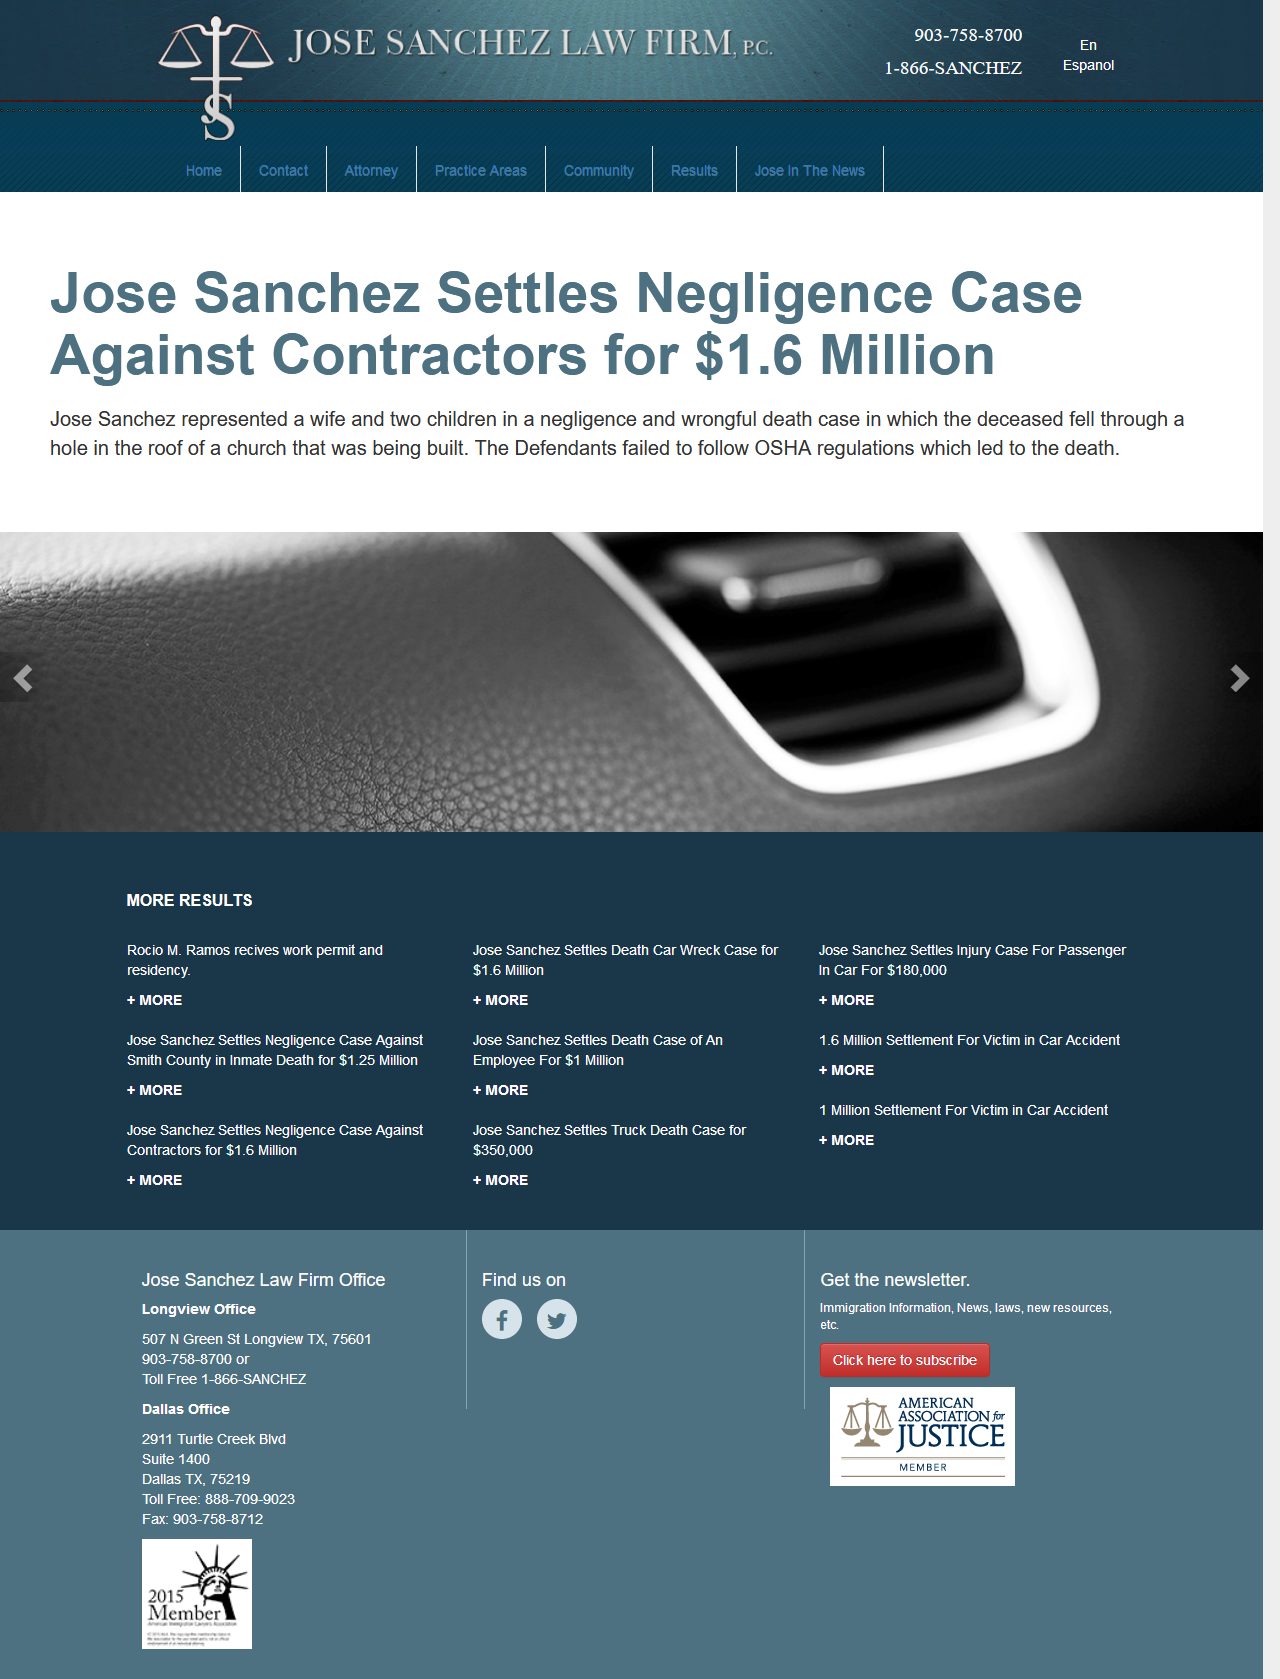 JOSE SANCHEZ LAW FIRM, P.C.
903-758-8700
1-866-SANCHEZ
En
Espanol
S
Home
Contact
Attorney
Practice Areas
Community
Results
Jose In The News
Jose Sanchez Settles Negligence Case
Against Contractors for $1.6 Million
Jose Sanchez represented a wife and two children in a negligence and wrongful death case in which the deceased fell through a
hole in the roof of a church that was being built. The Defendants failed to follow OSHA regulations which led to the death.
MORE RESULTS
Rocio M. Ramos recives work permit and
residency.
+ MORE
Jose Sanchez Settles Negligence Case Against
Smith County in Inmate Death for $1.25 Million
+ MORE
Jose Sanchez Settles Negligence Case Against
Contractors for $1.6 Million
+ MORE
Jose Sanchez Settles Death Car Wreck Case for
$1.6 Million
+ MORE
Jose Sanchez Settles Death Case of An
Employee For $1 Million
+ MORE
Jose Sanchez Settles Truck Death Case for
$350,000
+ MORE
Jose Sanchez Settles Injury Case For Passenger
In Car For $180,000
+ MORE
1.6 Million Settlement For Victim in Car Accident
+ MORE
1 Million Settlement For Victim in Car Accident
+ MORE
Jose Sanchez Law Firm Office
Longview Office
507 N Green St Longview TX, 75601
903-758-8700 or
Toll Free 1-866-SANCHEZ
Dallas Office
2911 Turtle Creek Blvd
Suite 1400
Dallas TX, 75219
Toll Free: 888-709-9023
Fax: 903-758-8712
2015
Member
American Immigration Lawyers Association
Find us on
Get the newsletter.
Immigration Information, News, laws, new resources,
etc.
Click here to subscribe
AMERICAN
ASSOCIATION for
JUSTICE
MEMBER